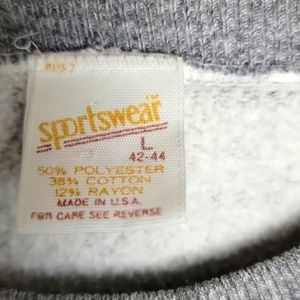 sportswear
L
42-44
50% POLYESTER
38% COTTON
12% RAYON
MADE IN U.S.A.
FOR CARE SEE REVERSE